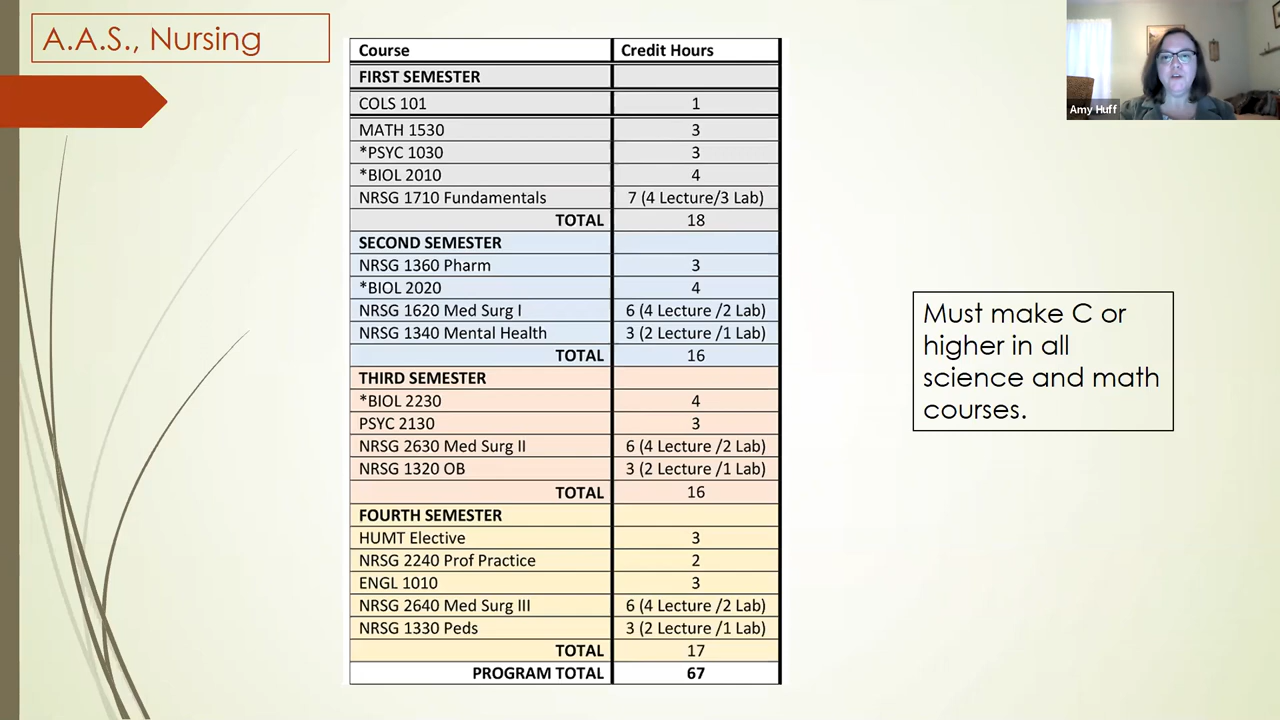 A.A.S., Nursing
Course Credit Hours
FIRST SEMESTER
COLS 101 1
MATH 1530 3
*PSYC 1030 3
*BIOL 2010 4
NRSG 1710 Fundamentals 7 (4 Lecture/3 Lab)
TOTAL 18
SECOND SEMESTER
NRSG 1360 Pharm 3
*BIOL 2020 4
NRSG 1620 Med Surg I 6 (4 Lecture /2 Lab)
NRSG 1340 Mental Health 3 (2 Lecture /1 Lab)
TOTAL 16
THIRD SEMESTER
*BIOL 2230 4
PSYC 2130 3
NRSG 2630 Med Surg II 6 (4 Lecture /2 Lab)
NRSG 1320 OB 3 (2 Lecture /1 Lab)
TOTAL 16
FOURTH SEMESTER
HUMT Elective 3
NRSG 2240 Prof Practice 2
ENGL 1010 3
NRSG 2640 Med Surg III 6 (4 Lecture /2 Lab)
NRSG 1330 Peds 3 (2 Lecture /1 Lab)
TOTAL 17
PROGRAM TOTAL 67
Must make C or
higher in all
science and math
courses.
Amy Huff